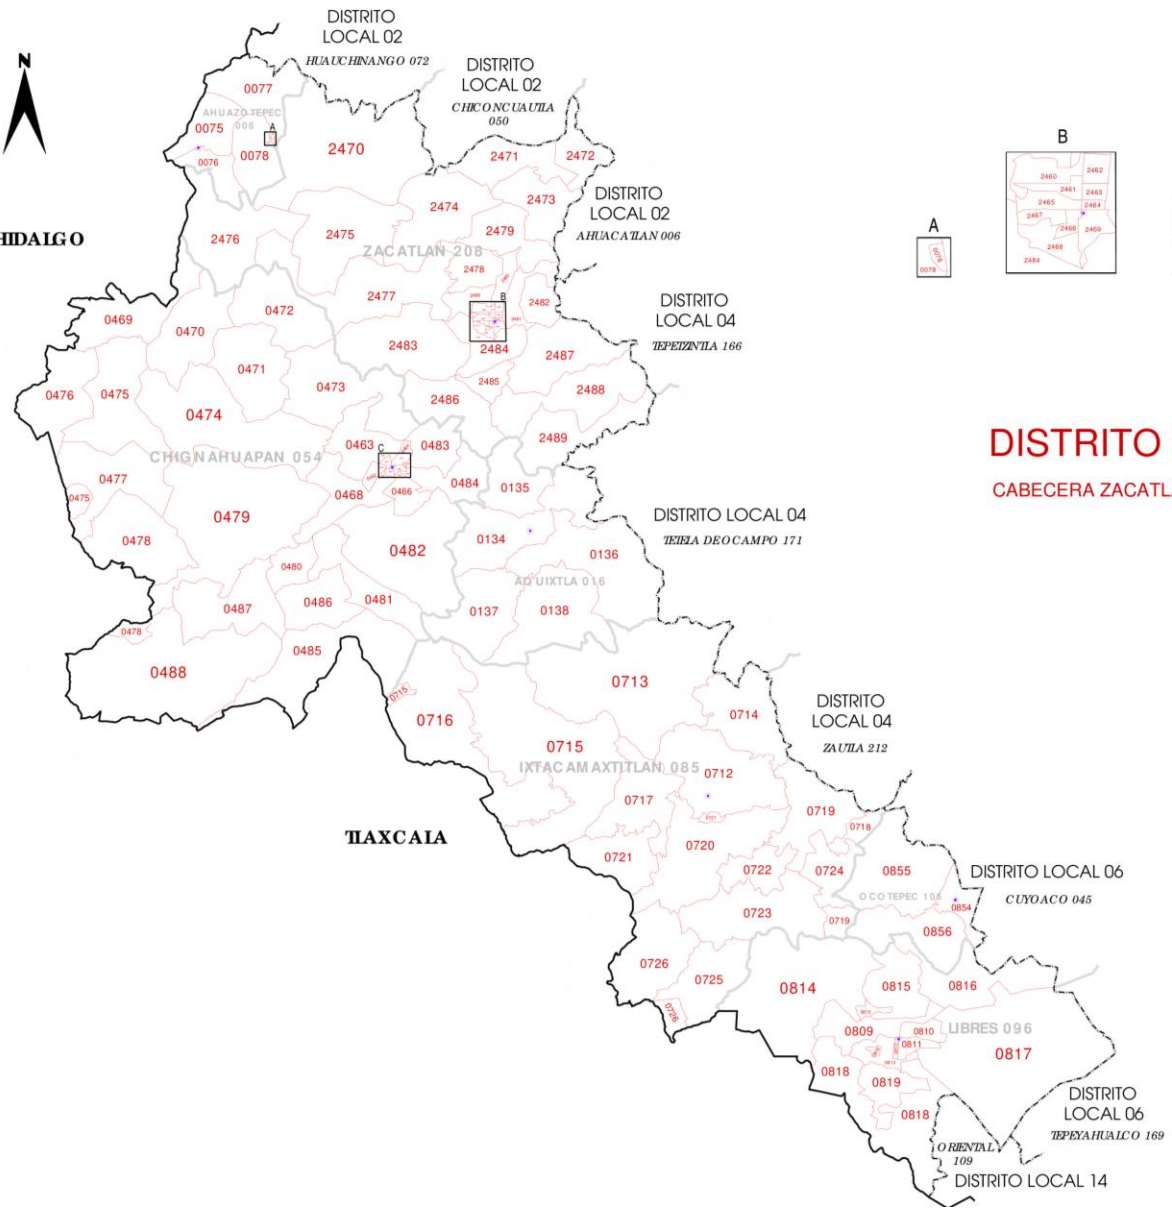 DISTRITO
LOCAL 02
HUAUCHINANGO 072
DISTRITO
LOCAL 02
CHICONCUAUTLA
050
N
0077
AHUAZOTEPEC
008
A
0075
0076
0078
2470
2471
2472
DISTRITO
LOCAL 02
AHUACATLAN 006
2473
2474
2479
2475
2476
ZACATLAN 208
HIDALGO
2478
2477
B
2482
2481
DISTRITO
LOCAL 04
TEPETZINTLA 166
B
2460
2462
2461
2463
2465
2464
2467
2466
2469
2468
2484
A
0078
0078
0472
0469
0470
2483
2484
2487
0471
2485
2488
0476
0475
0473
2486
0474
2489
DISTRITO
CABECERA ZACATL
0463
C
0483
CHIGNAHUAPAN 054
0477
0468
0466
0484
0135
0475
0479
DISTRITO LOCAL 04
TETELA DE OCAMPO 171
0478
0134
0482
0136
0480
AQUIXTLA 016
0487
0486
0481
0137
0138
0478
0485
0488
0713
0715
0714
0716
DISTRITO
LOCAL 04
ZAUTLA 212
0715
IXTACAMAXTITLAN 085
0712
0717
0719
0718
TLAXCALA
0721
0720
0722
0724
0855
DISTRITO LOCAL 06
CUYOACO 045
OCOTEPEC 105
0854
0723
0719
0856
0726
0725
0814
0815
0816
0726
0809
0810
LIBRES 096
0811
0817
0818
0819
0818
DISTRITO
LOCAL 06
TEPEYAHUALCO 169
ORIENTAL
109
DISTRITO LOCAL 14